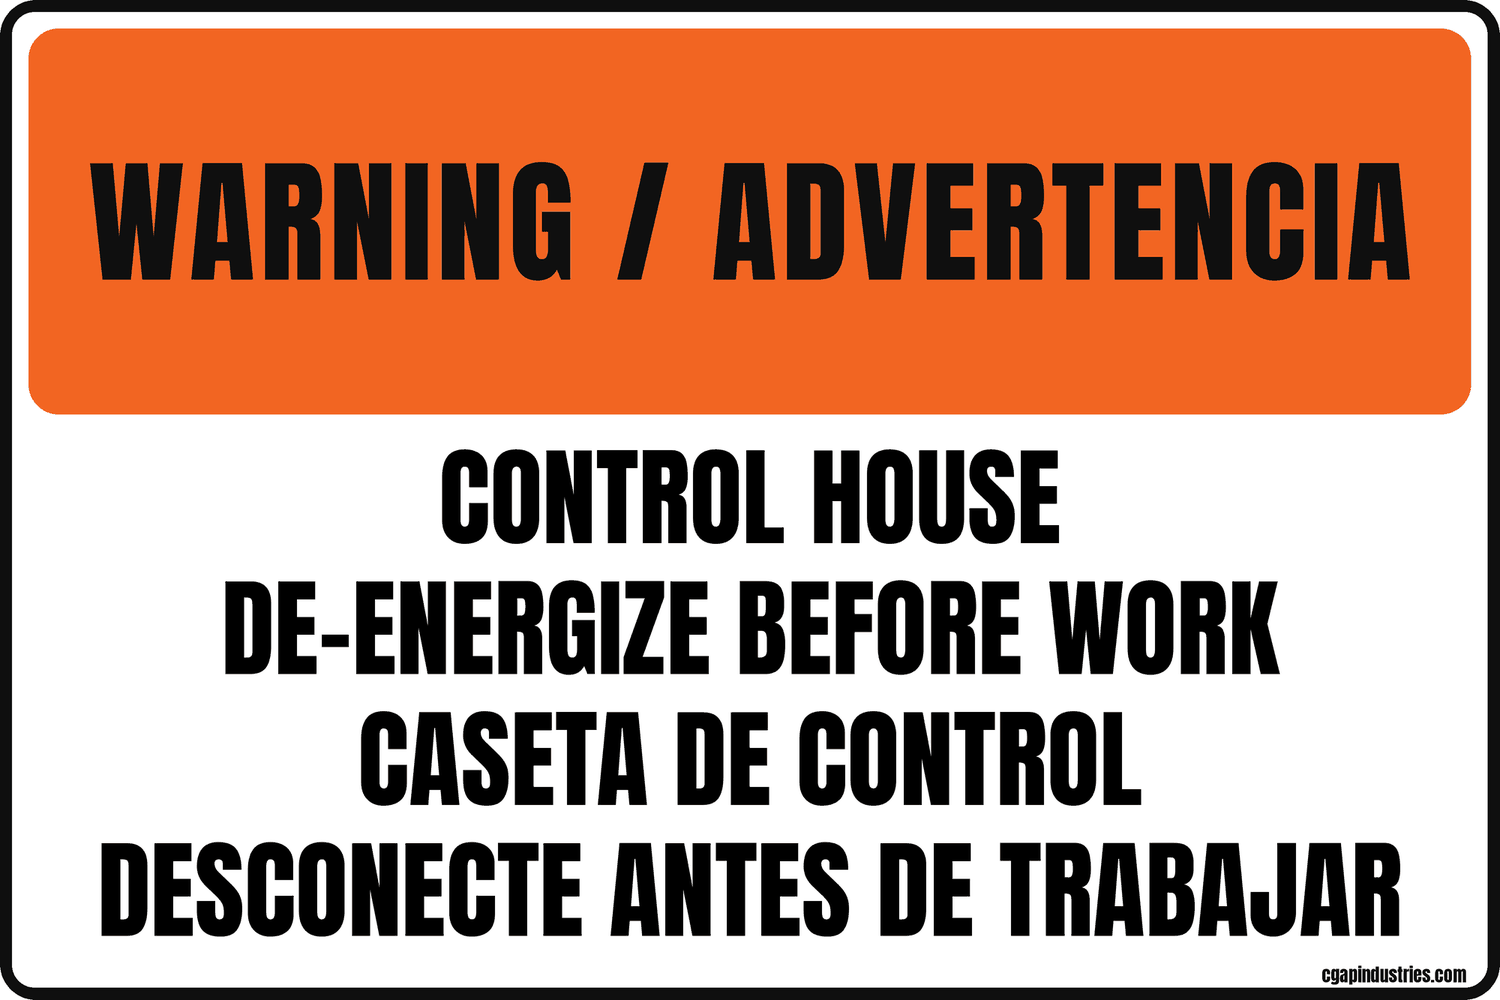 WARNING / ADVERTENCIA
CONTROL HOUSE
DE-ENERGIZE BEFORE WORK
CASETA DE CONTROL
DESCONECTE ANTES DE TRABAJAR
cgapindustries.com